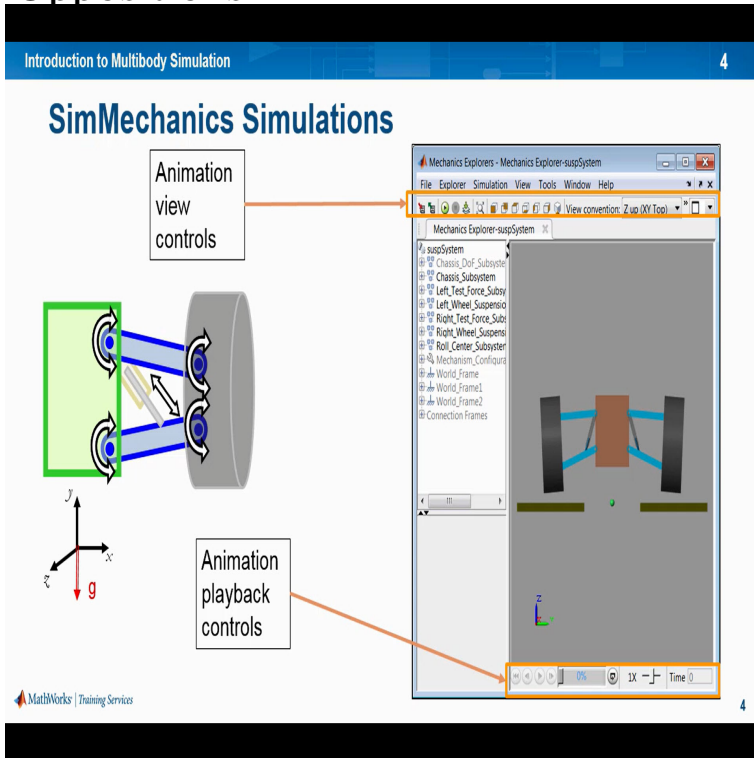 Introduction to Multibody Simulation
4
SimMechanics Simulations
Animation
view
controls
Mechanics Explorers - Mechanics Explorer-suspSystem
File Explorer Simulation View Tools Window Help
View convention: Z up (XY Top)
Mechanics Explorer-suspSystem
suspSystem
Chassis_DoF_Subsyste
Chassis_Subsystem
Left_Test_Force_Subsy
Left_Wheel_Suspensio
Right_Test_Force_Subs
Right_Wheel_Suspensi
Roll_Center_Subsyster
Mechanism_Configura
World_Frame
World_Frame1
World_Frame2
Connection Frames
y
x
z
g
Animation
playback
controls
Z
0%
1X
Time 0
MathWorks | Training Services
4